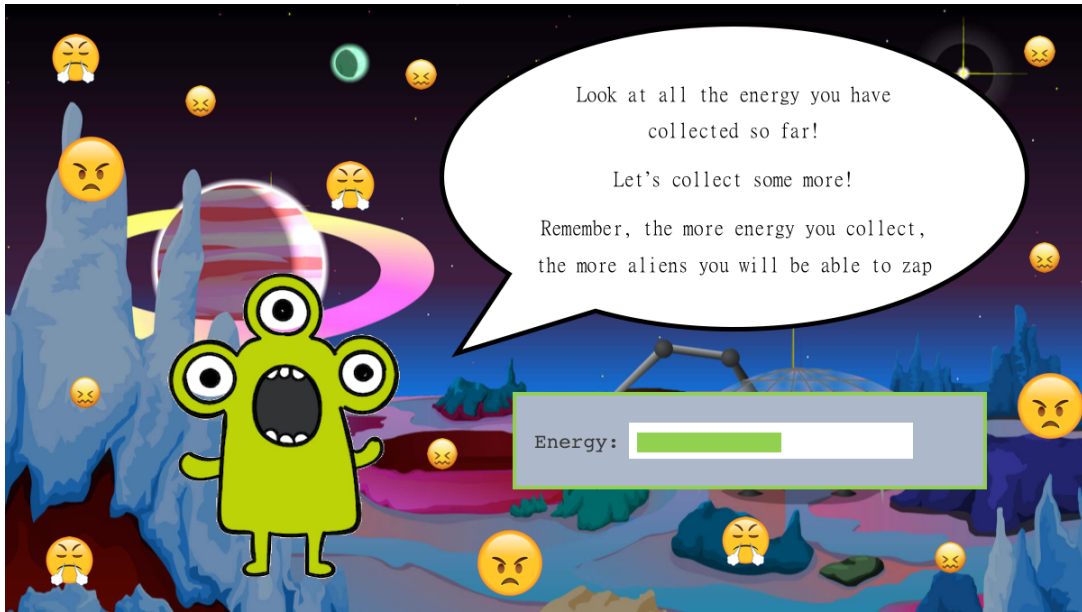 Look at all the energy you have
collected so far!
Let's collect some more!
Remember, the more energy you collect,
the more aliens you will be able to zap
Energy: